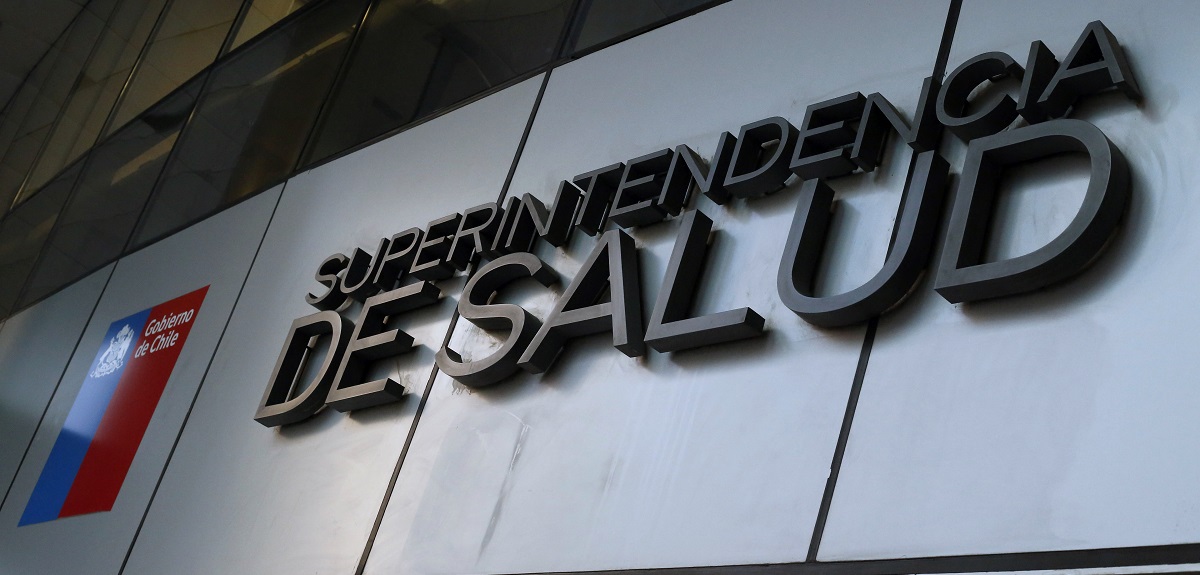 SUPERINTENDENCIA
DE SALUD
Gobierno
de Chile